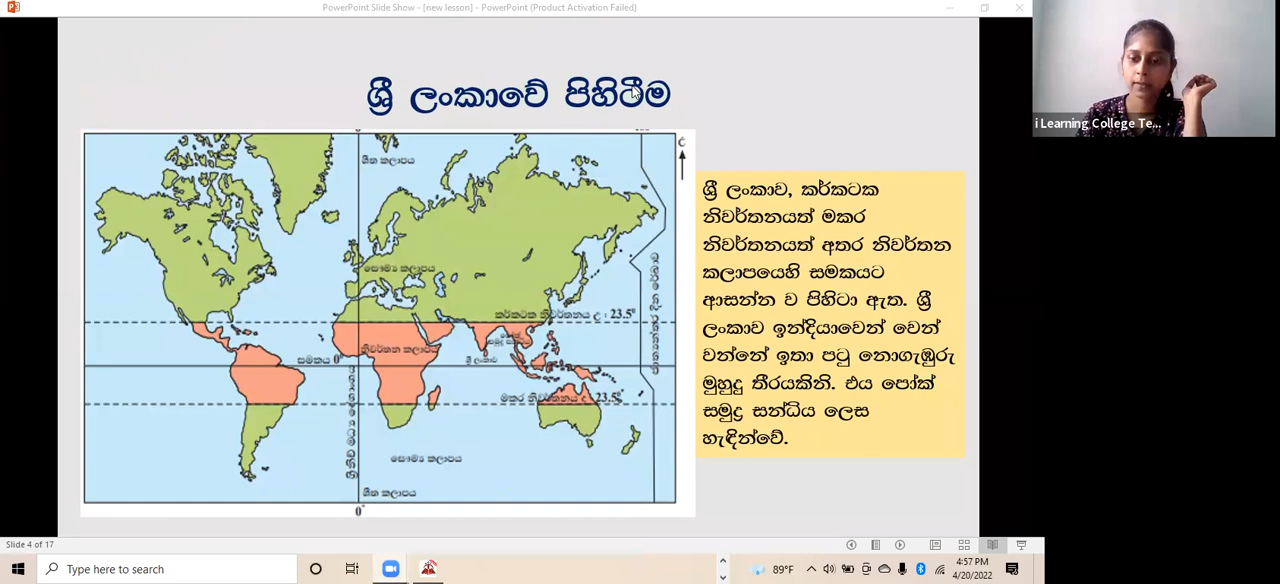 PowerPoint Slide Show - [new lesson] - PowerPoint (Product Activation Failed)
ශ්‍රී ලංකාවේ පිහිටීම
i Learning College Te...
0
ශීත කලාපය
සෞම්‍ය කලාපය
කර්කටක නිවර්තනය උ : 23.5°
නිවර්තන කලාපය
සමකය 0°
ශ්‍රී ලංකාව
මකර නිවර්තනය ද : 23.5°
සෞම්‍ය කලාපය
ශීත කලාපය
0°
ශ්‍රී ලංකාව, කර්කටක
නිවර්තනයත් මකර
නිවර්තනයත් අතර නිවර්තන
කලාපයෙහි සමකයට
ආසන්න ව පිහිටා ඇත. ශ්‍රී
ලංකාව ඉන්දියාවෙන් වෙන්
වන්නේ ඉතා පටු නොගැඹුරු
මුහුදු තීරයකිනි. එය පෝක්
සමුද්‍ර සන්ධිය ලෙස
හැඳින්වේ.
Slide 4 of 17
Type here to search
89°F
4:57 PM
4/20/2022